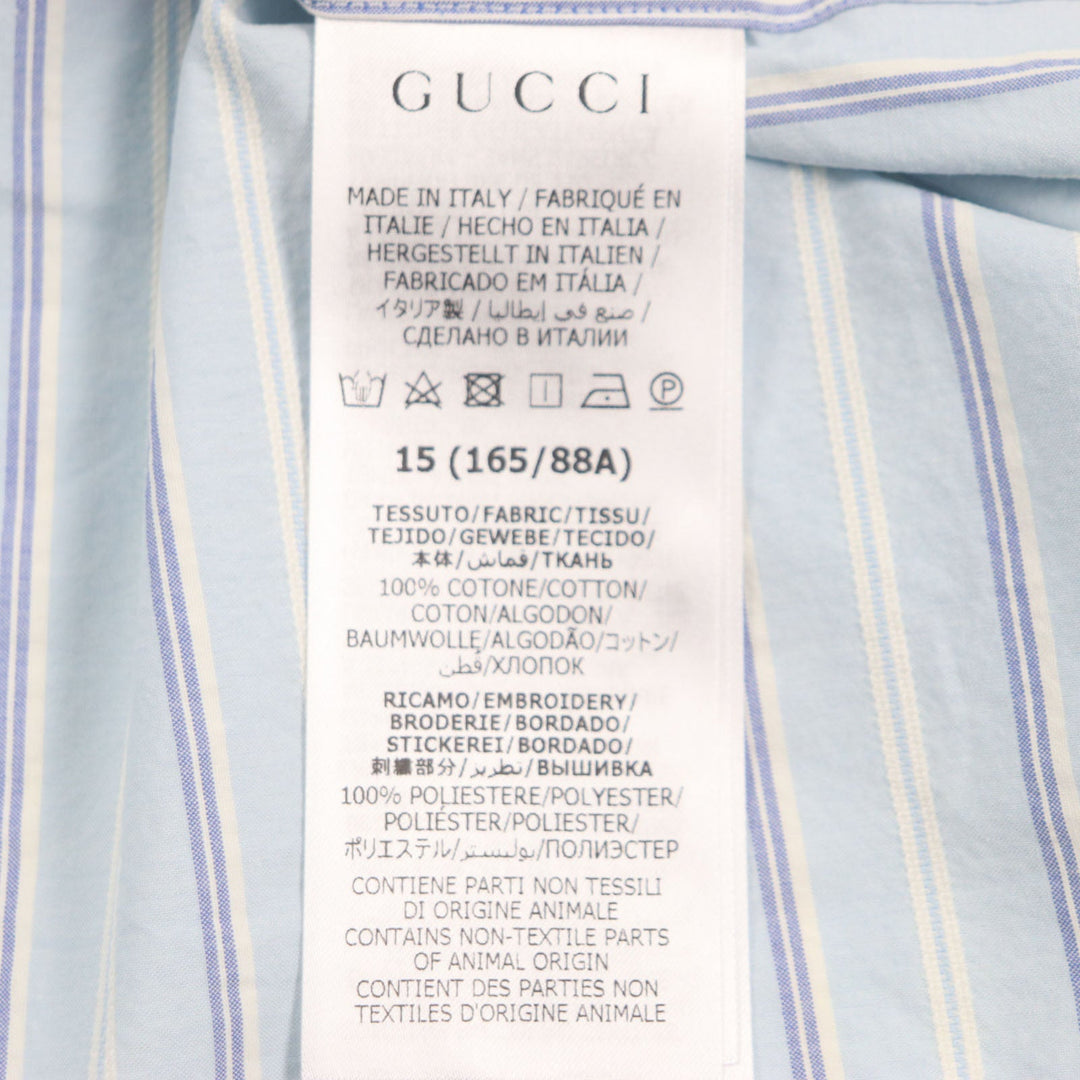 GUCCI
MADE IN ITALY / FABRIQUÉ EN
ITALIE / HECHO EN ITALIA /
HERGESTELLT IN ITALIEN /
FABRICADO EM ITÁLIA /
イタリア製 / صنع في إيطاليا /
СДЕЛАНО В ИТАЛИИ
P
15 (165/88A)
TESSUTO/FABRIC/TISSU/
TEJIDO/GEWEBE/TECIDO/
本体/قماش/ТКАНЬ
100% COTONE/COTTON/
COTON/ALGODON/
BAUMWOLLE/ALGODÃO/コットン/
قطن/ХЛОПОК
RICAMO/EMBROIDERY/
BRODERIE/BORDADO/
STICKEREI/BORDADO/
刺繍部分/تطريز/ВЫШИВКА
100% POLIESTERE/POLYESTER/
POLIÉSTER/POLIESTER/
ポリエステル/بوليستر/ПОЛИЭСТЕР
CONTIENE PARTI NON TESSILI
DI ORIGINE ANIMALE
CONTAINS NON-TEXTILE PARTS
OF ANIMAL ORIGIN
CONTIENT DES PARTIES NON
TEXTILES D'ORIGINE ANIMALE